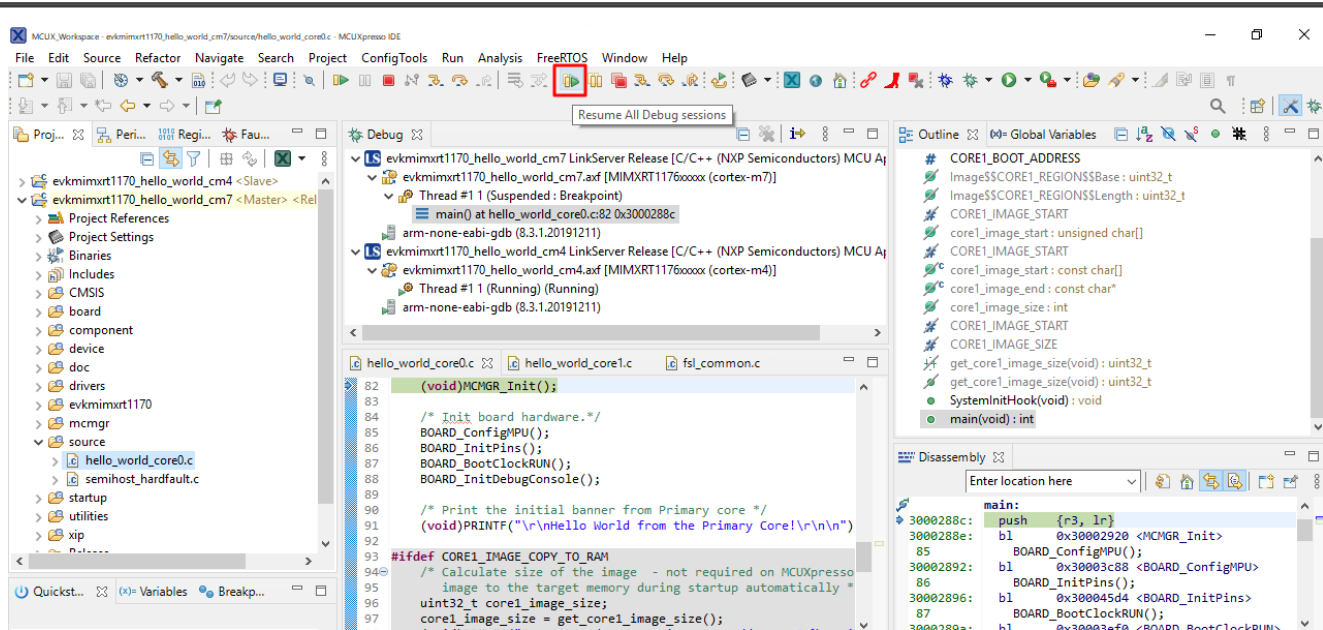 MCUX_Workspace - evkmimxrt1170_hello_world_cm7/source/hello_world_core0.c - MCUXpresso IDE
File Edit Source Refactor Navigate Search Project ConfigTools Run Analysis FreeRTOS Window Help
Resume All Debug sessions
Proj... Peri... Regi... Fau...
evkmimxrt1170_hello_world_cm4 <Slave>
evkmimxrt1170_hello_world_cm7 <Master> <Rel
Project References
Project Settings
Binaries
Includes
CMSIS
board
component
device
doc
drivers
evkmimxrt1170
mcmgr
source
hello_world_core0.c
semihost_hardfault.c
startup
utilities
xip
Quickst... (x)= Variables Breakp...
Debug
evkmimxrt1170_hello_world_cm7 LinkServer Release [C/C++ (NXP Semiconductors) MCU Ap
evkmimxrt1170_hello_world_cm7.axf [MIMXRT1176xxxxx (cortex-m7)]
Thread #1 1 (Suspended : Breakpoint)
main() at hello_world_core0.c:82 0x3000288c
arm-none-eabi-gdb (8.3.1.20191211)
evkmimxrt1170_hello_world_cm4 LinkServer Release [C/C++ (NXP Semiconductors) MCU Ap
evkmimxrt1170_hello_world_cm4.axf [MIMXRT1176xxxxx (cortex-m4)]
Thread #1 1 (Running) (Running)
arm-none-eabi-gdb (8.3.1.20191211)
hello_world_core0.c hello_world_core1.c fsl_common.c
82 (void)MCMGR_Init();
83
84 /* Init board hardware.*/
85 BOARD_ConfigMPU();
86 BOARD_InitPins();
87 BOARD_BootClockRUN();
88 BOARD_InitDebugConsole();
89
90 /* Print the initial banner from Primary core */
91 (void)PRINTF("\r\nHello World from the Primary Core!\r\n\n")
92
93 #ifdef CORE1_IMAGE_COPY_TO_RAM
94 /* Calculate size of the image - not required on MCUXpresso
95 image to the target memory during startup automatically *
96 uint32_t core1_image_size;
97 core1_image_size = get_core1_image_size();
Outline (x)= Global Variables
CORE1_BOOT_ADDRESS
Image$$CORE1_REGION$$Base : uint32_t
Image$$CORE1_REGION$$Length : uint32_t
CORE1_IMAGE_START
core1_image_start : unsigned char[]
CORE1_IMAGE_START
core1_image_start : const char[]
core1_image_end : const char*
core1_image_size : int
CORE1_IMAGE_START
CORE1_IMAGE_SIZE
get_core1_image_size(void) : uint32_t
get_core1_image_size(void) : uint32_t
SystemInitHook(void) : void
main(void) : int
Disassembly
Enter location here
main:
3000288c: push {r3, lr}
3000288e: bl 0x30002920 <MCMGR_Init>
85 BOARD_ConfigMPU();
30002892: bl 0x30003c88 <BOARD_ConfigMPU>
86 BOARD_InitPins();
30002896: bl 0x300045d4 <BOARD_InitPins>
87 BOARD_BootClockRUN();
3000289a: bl 0x30003ef0 <BOARD_BootClockRUN>